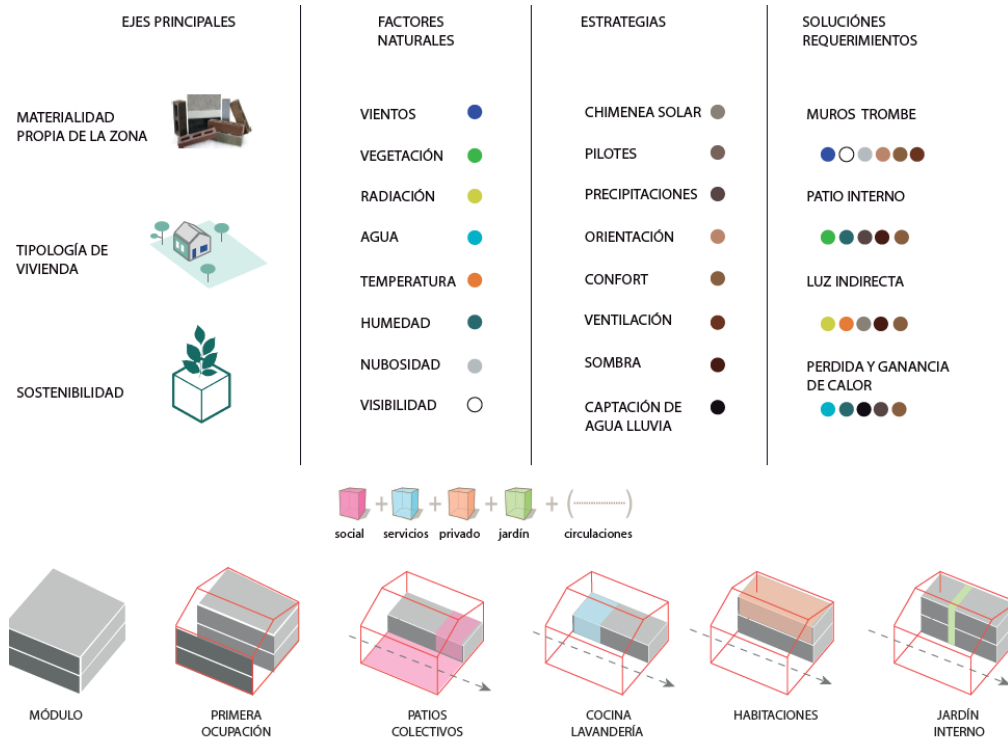 EJES PRINCIPALES
FACTORES
NATURALES
ESTRATEGIAS
SOLUCIÓNES
REQUERIMIENTOS
MATERIALIDAD
PROPIA DE LA ZONA
TIPOLOGÍA DE
VIVIENDA
SOSTENIBILIDAD
VIENTOS
VEGETACIÓN
RADIACIÓN
AGUA
TEMPERATURA
HUMEDAD
NUBOSIDAD
VISIBILIDAD
CHIMENEA SOLAR
PILOTES
PRECIPITACIONES
ORIENTACIÓN
CONFORT
VENTILACIÓN
SOMBRA
CAPTACIÓN DE
AGUA LLUVIA
MUROS TROMBE
PATIO INTERNO
LUZ INDIRECTA
PERDIDA Y GANANCIA
DE CALOR
+ + + + (....................)
social servicios privado jardín circulaciones
MÓDULO
PRIMERA
OCUPACIÓN
PATIOS
COLECTIVOS
COCINA
LAVANDERÍA
HABITACIONES
JARDÍN
INTERNO